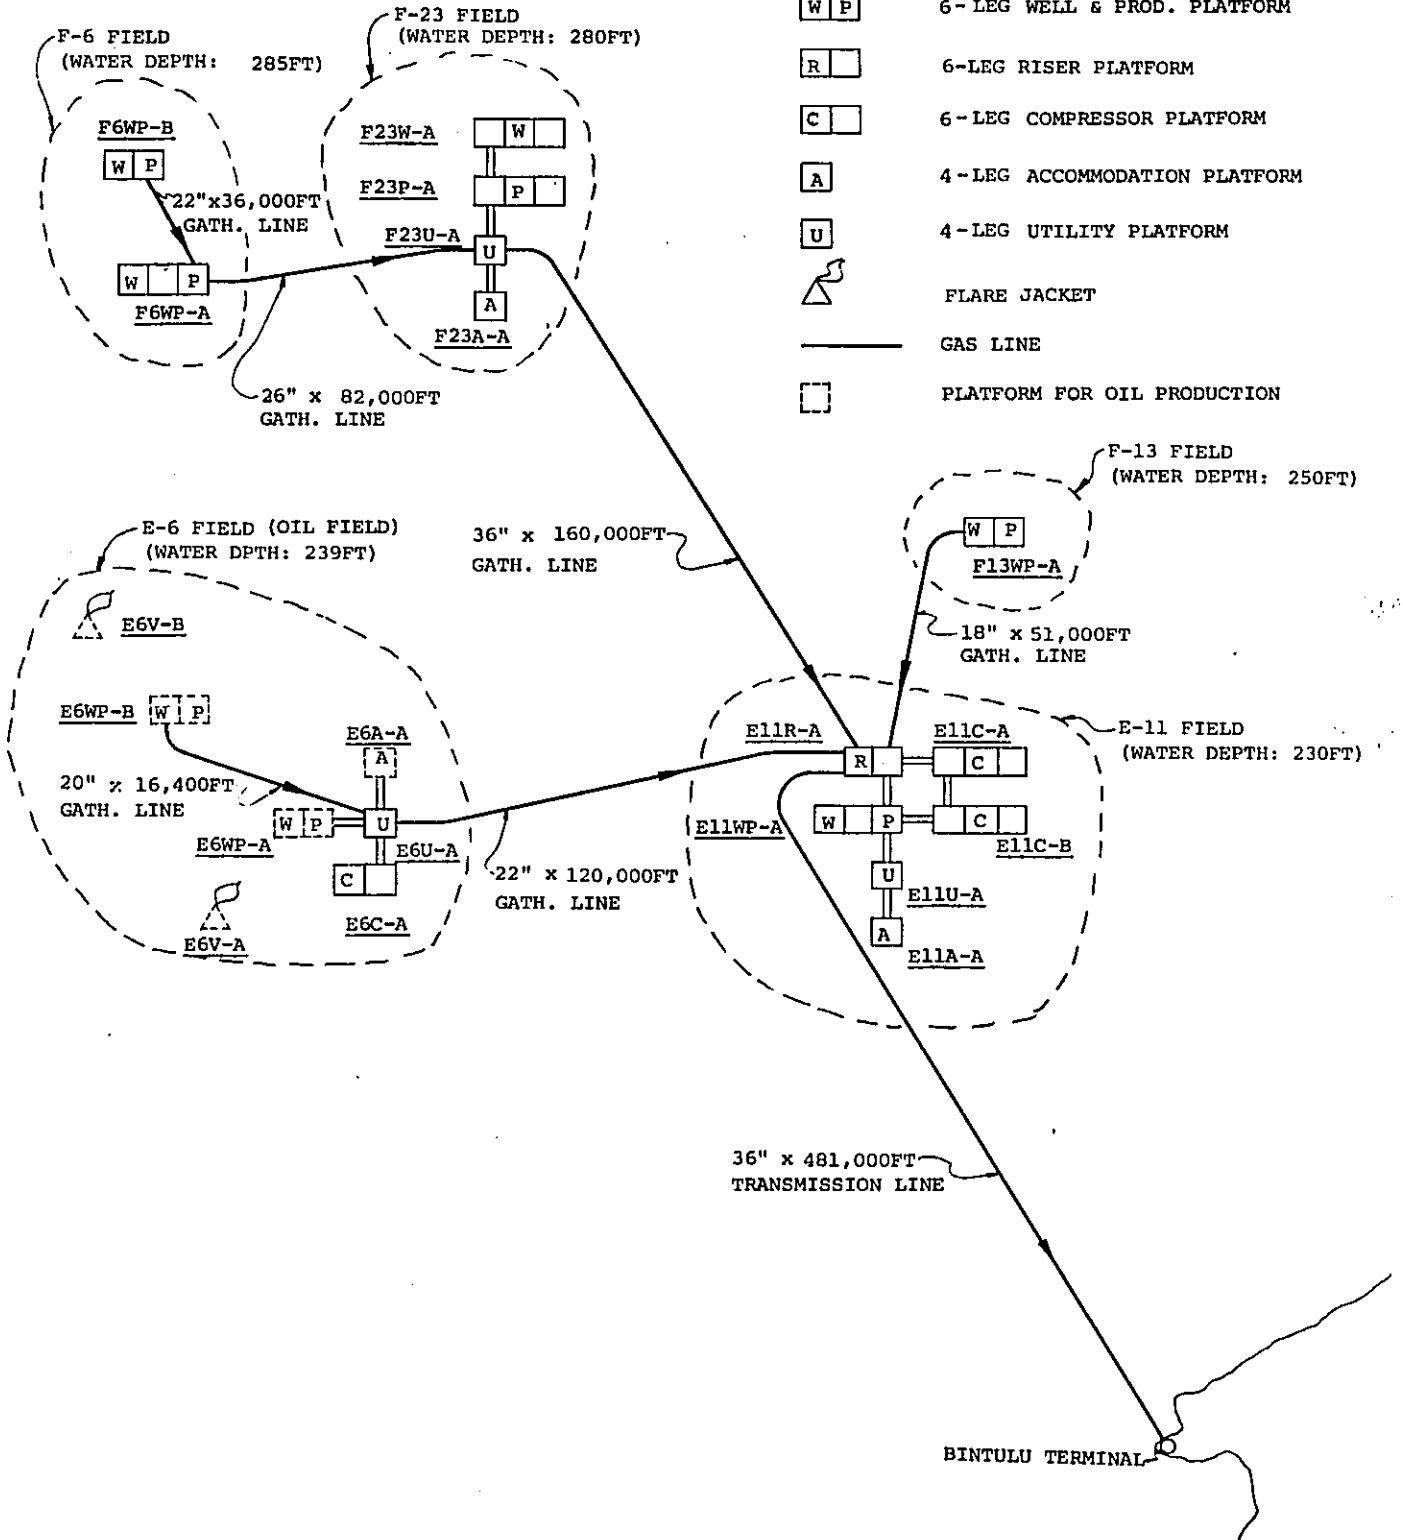 F-6 FIELD
(WATER DEPTH: 285FT)
F-23 FIELD
(WATER DEPTH: 280FT)
W P 6-LEG WELL & PROD. PLATFORM
R 6-LEG RISER PLATFORM
C 6-LEG COMPRESSOR PLATFORM
A 4-LEG ACCOMMODATION PLATFORM
U 4-LEG UTILITY PLATFORM
FLARE JACKET
GAS LINE
PLATFORM FOR OIL PRODUCTION
F6WP-B
W P
22"x36,000FT
GATH. LINE
W P
F6WP-A
26" x 82,000FT
GATH. LINE
F23W-A
W
F23P-A
P
F23U-A
U
A
F23A-A
36" x 160,000FT
GATH. LINE
F-13 FIELD
(WATER DEPTH: 250FT)
W P
F13WP-A
18" x 51,000FT
GATH. LINE
E-6 FIELD (OIL FIELD)
(WATER DPTH: 239FT)
E6V-B
E6WP-B W P
20" x 16,400FT
GATH. LINE
E6A-A
A
W P
U
E6WP-A
E6U-A
C
E6C-A
E6V-A
22" x 120,000FT
GATH. LINE
E-11 FIELD
(WATER DEPTH: 230FT)
E11R-A
E11C-A
R
C
E11WP-A
W P
C
E11C-B
U
E11U-A
A
E11A-A
36" x 481,000FT
TRANSMISSION LINE
BINTULU TERMINAL